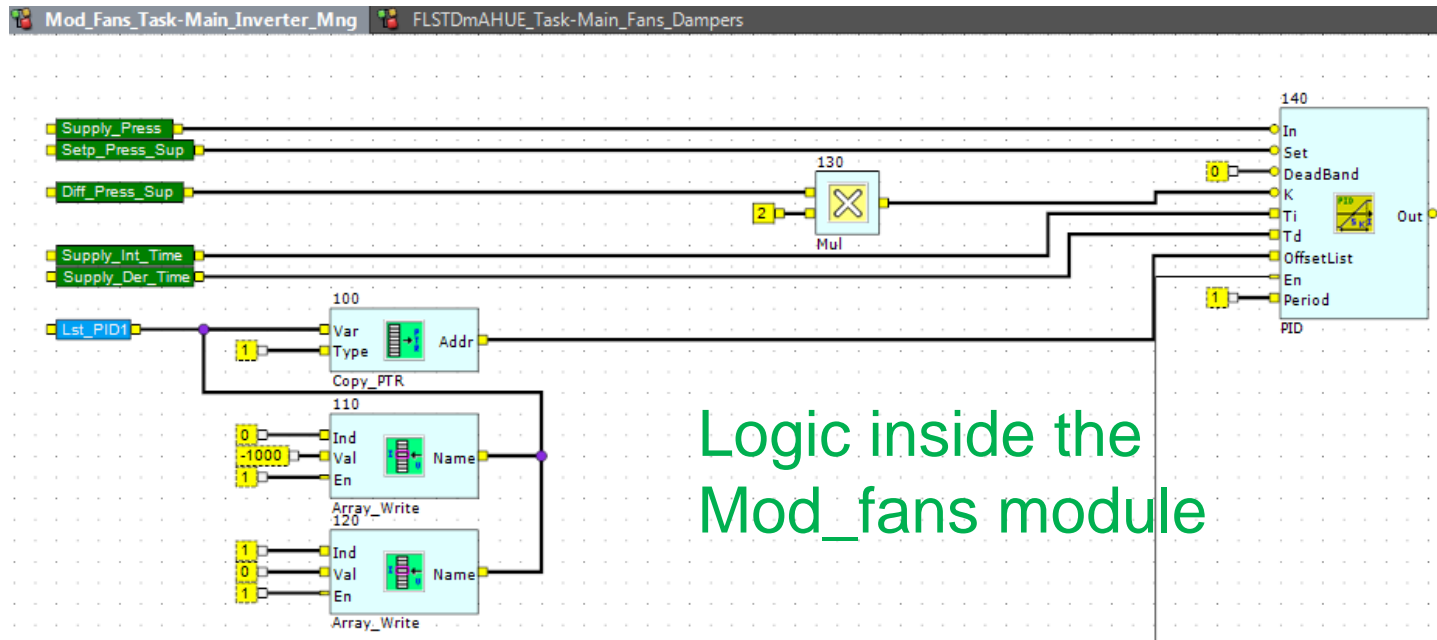 Mod_Fans_Task-Main_Inverter_Mng FLSTDmAHUE_Task-Main_Fans_Dampers
140
Supply_Press
In
Setp_Press_Sup
Set
130
0
DeadBand
Diff_Press_Sup
K
2
Ti
Out
Mul
Td
Supply_Int_Time
OffsetList
Supply_Der_Time
En
100
1
Period
Lst_PID1
Var
PID
Addr
1
Type
Copy_PTR
110
0
Ind
-1000
Val
Name
1
En
Array_Write
120
1
Ind
0
Val
Name
1
En
Array_Write
Logic inside the
Mod_fans module